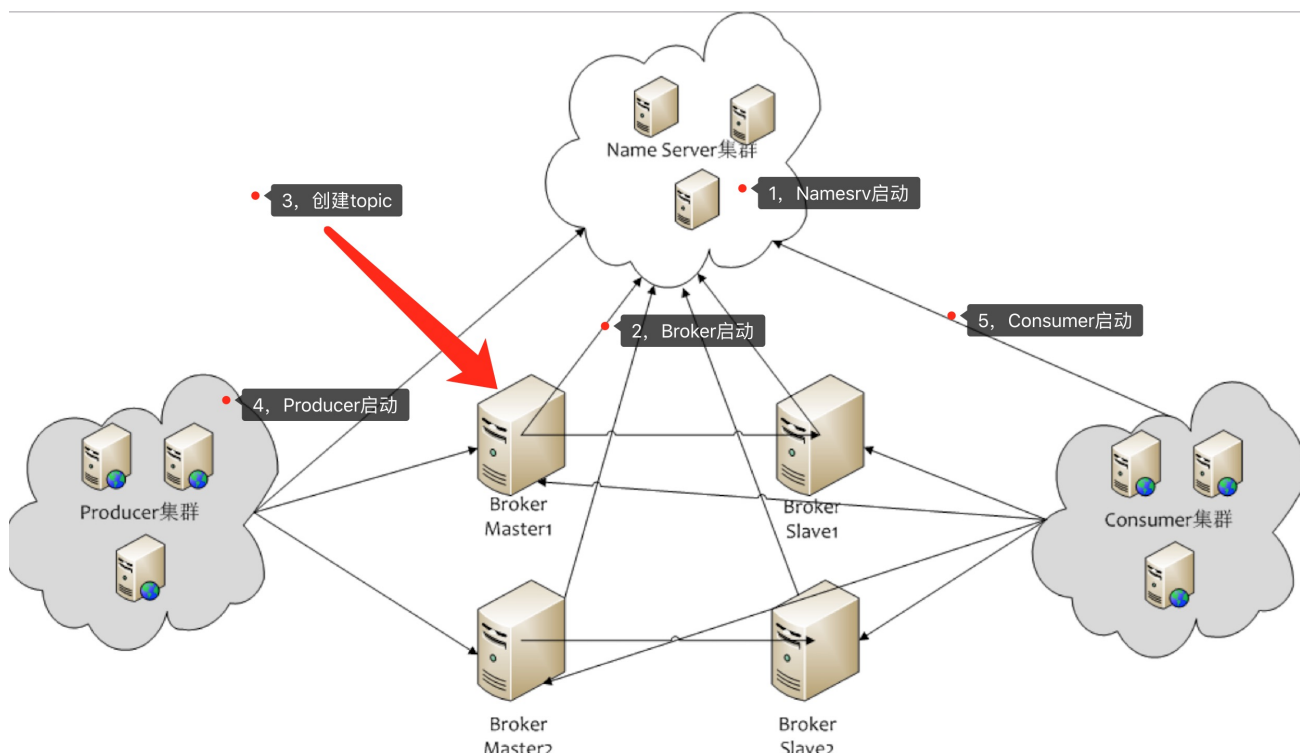 Name Server集群
1，Namesrv启动
3，创建topic
2，Broker启动
5，Consumer启动
4，Producer启动
Producer集群
Broker
Master1
Broker
Slave1
Consumer集群
Broker
Master2
Broker
Slave2